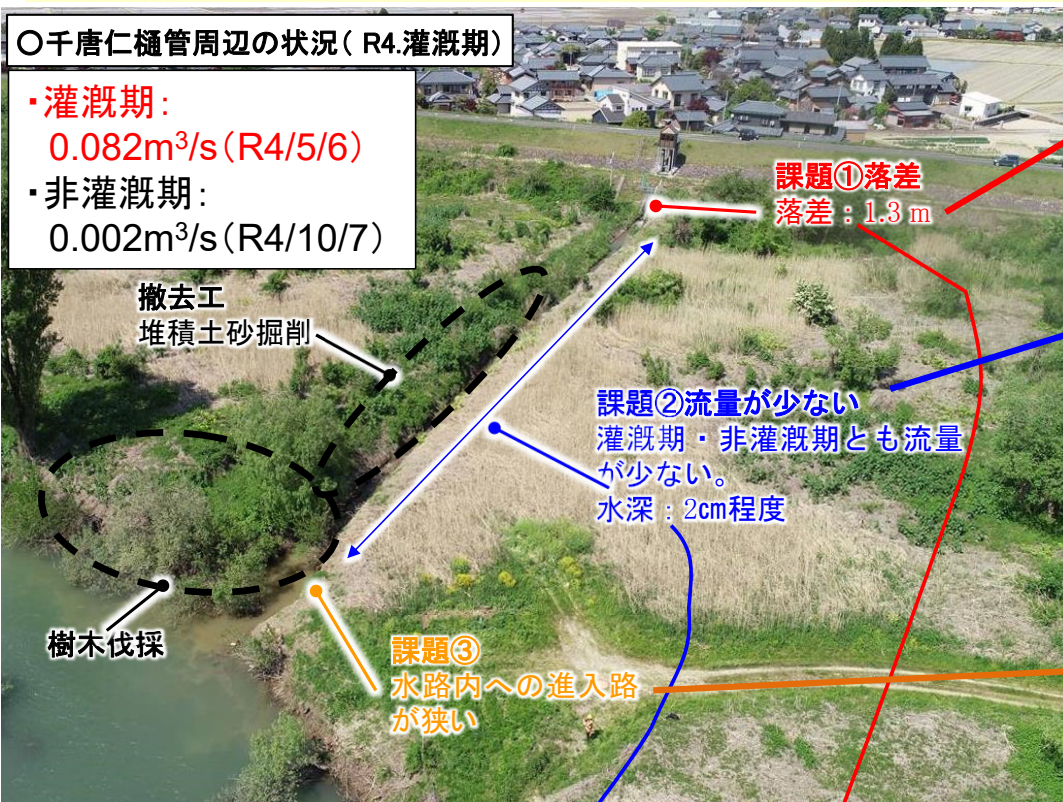 〇千唐仁樋管周辺の状況( R4.灌漑期)
・灌漑期：
0.082m³/s（R4/5/6）
・非灌漑期：
0.002m³/s（R4/10/7）
課題①落差
落差：1.3 m
撤去工
堆積土砂掘削
課題②流量が少ない
灌漑期・非灌漑期とも流量
が少ない。
水深：2cm程度
樹木伐採
課題③
水路内への進入路
が狭い